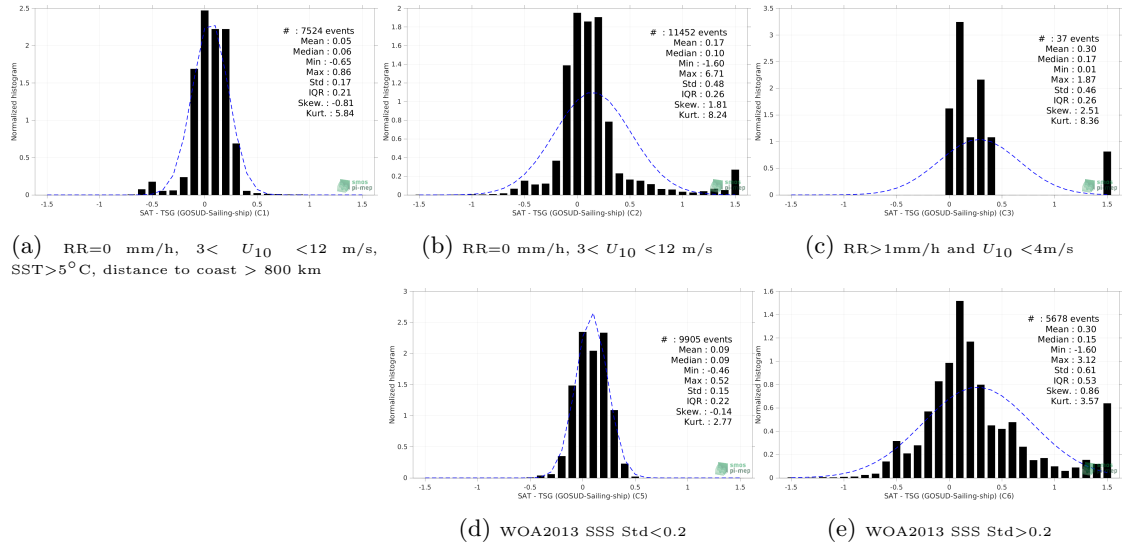 # : 7524 events
Mean : 0.05
Median : 0.06
Min : -0.65
Max : 0.86
Std : 0.17
IQR : 0.21
Skew. : -0.81
Kurt. : 5.84
Normalized histogram
2.5
2
1.5
1
0.5
0
-1.5 -1 -0.5 0 0.5 1 1.5
SAT - TSG (GOSUD-Sailing-ship) (C1)
smos
pi-mep
(a) RR=0 mm/h, 3< U10 <12 m/s,
SST>5°C, distance to coast > 800 km
# : 11452 events
Mean : 0.17
Median : 0.10
Min : -1.60
Max : 6.71
Std : 0.48
IQR : 0.26
Skew. : 1.81
Kurt. : 8.24
Normalized histogram
2
1.8
1.6
1.4
1.2
1
0.8
0.6
0.4
0.2
0
-1.5 -1 -0.5 0 0.5 1 1.5
SAT - TSG (GOSUD-Sailing-ship) (C2)
smos
pi-mep
(b) RR=0 mm/h, 3< U10 <12 m/s
# : 37 events
Mean : 0.30
Median : 0.17
Min : 0.01
Max : 1.87
Std : 0.46
IQR : 0.26
Skew. : 2.51
Kurt. : 8.36
Normalized histogram
3.5
3
2.5
2
1.5
1
0.5
0
-1.5 -1 -0.5 0 0.5 1 1.5
SAT - TSG (GOSUD-Sailing-ship) (C3)
smos
pi-mep
(c) RR>1mm/h and U10 <4m/s
# : 9905 events
Mean : 0.09
Median : 0.09
Min : -0.46
Max : 0.52
Std : 0.15
IQR : 0.22
Skew. : -0.14
Kurt. : 2.77
Normalized histogram
3
2.5
2
1.5
1
0.5
0
-1.5 -1 -0.5 0 0.5 1 1.5
SAT - TSG (GOSUD-Sailing-ship) (C5)
smos
pi-mep
(d) WOA2013 SSS Std<0.2
# : 5678 events
Mean : 0.30
Median : 0.15
Min : -1.60
Max : 3.12
Std : 0.61
IQR : 0.53
Skew. : 0.86
Kurt. : 3.57
Normalized histogram
1.6
1.4
1.2
1
0.8
0.6
0.4
0.2
0
-1.5 -1 -0.5 0 0.5 1 1.5
SAT - TSG (GOSUD-Sailing-ship) (C6)
smos
pi-mep
(e) WOA2013 SSS Std>0.2